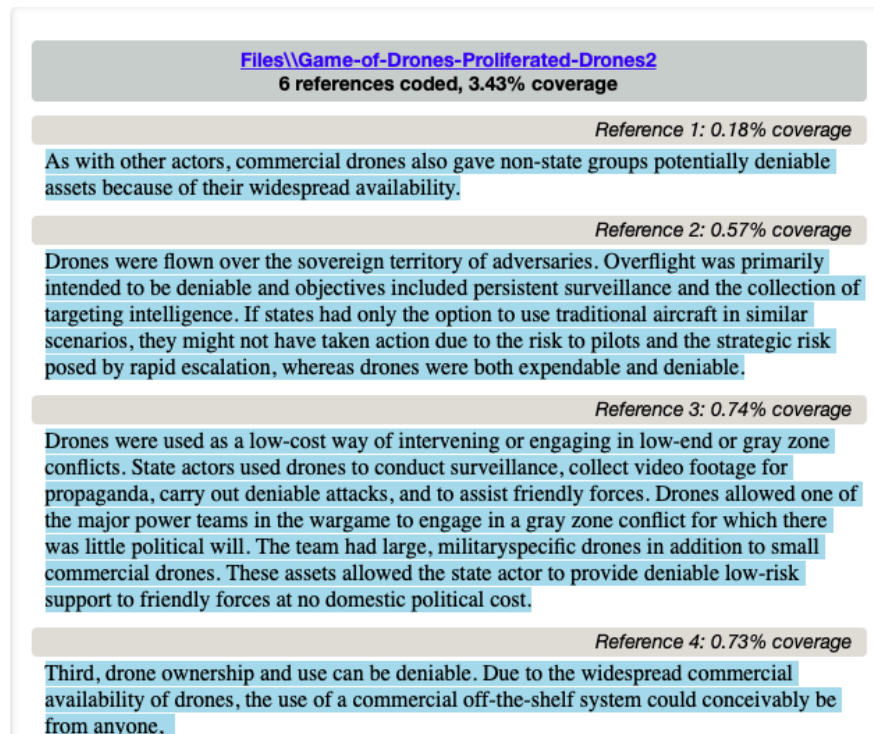 Files\\Game-of-Drones-Proliferated-Drones2
6 references coded, 3.43% coverage
Reference 1: 0.18% coverage
As with other actors, commercial drones also gave non-state groups potentially deniable
assets because of their widespread availability.
Reference 2: 0.57% coverage
Drones were flown over the sovereign territory of adversaries. Overflight was primarily
intended to be deniable and objectives included persistent surveillance and the collection of
targeting intelligence. If states had only the option to use traditional aircraft in similar
scenarios, they might not have taken action due to the risk to pilots and the strategic risk
posed by rapid escalation, whereas drones were both expendable and deniable.
Reference 3: 0.74% coverage
Drones were used as a low-cost way of intervening or engaging in low-end or gray zone
conflicts. State actors used drones to conduct surveillance, collect video footage for
propaganda, carry out deniable attacks, and to assist friendly forces. Drones allowed one of
the major power teams in the wargame to engage in a gray zone conflict for which there
was little political will. The team had large, militaryspecific drones in addition to small
commercial drones. These assets allowed the state actor to provide deniable low-risk
support to friendly forces at no domestic political cost.
Reference 4: 0.73% coverage
Third, drone ownership and use can be deniable. Due to the widespread commercial
availability of drones, the use of a commercial off-the-shelf system could conceivably be
from anyone,